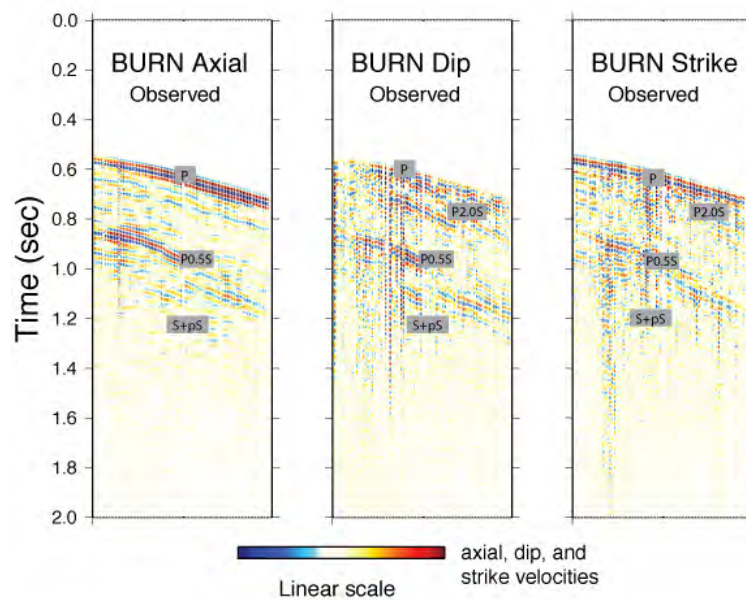 0.0
0.2
0.4
0.6
0.8
1.0
1.2
1.4
1.6
1.8
2.0
Time (sec)
BURN Axial
Observed
P
P0.5S
S+pS
BURN Dip
Observed
P
P2.0S
P0.5S
S+pS
BURN Strike
Observed
P
P2.0S
P0.5S
S+pS
axial, dip, and
strike velocities
Linear scale